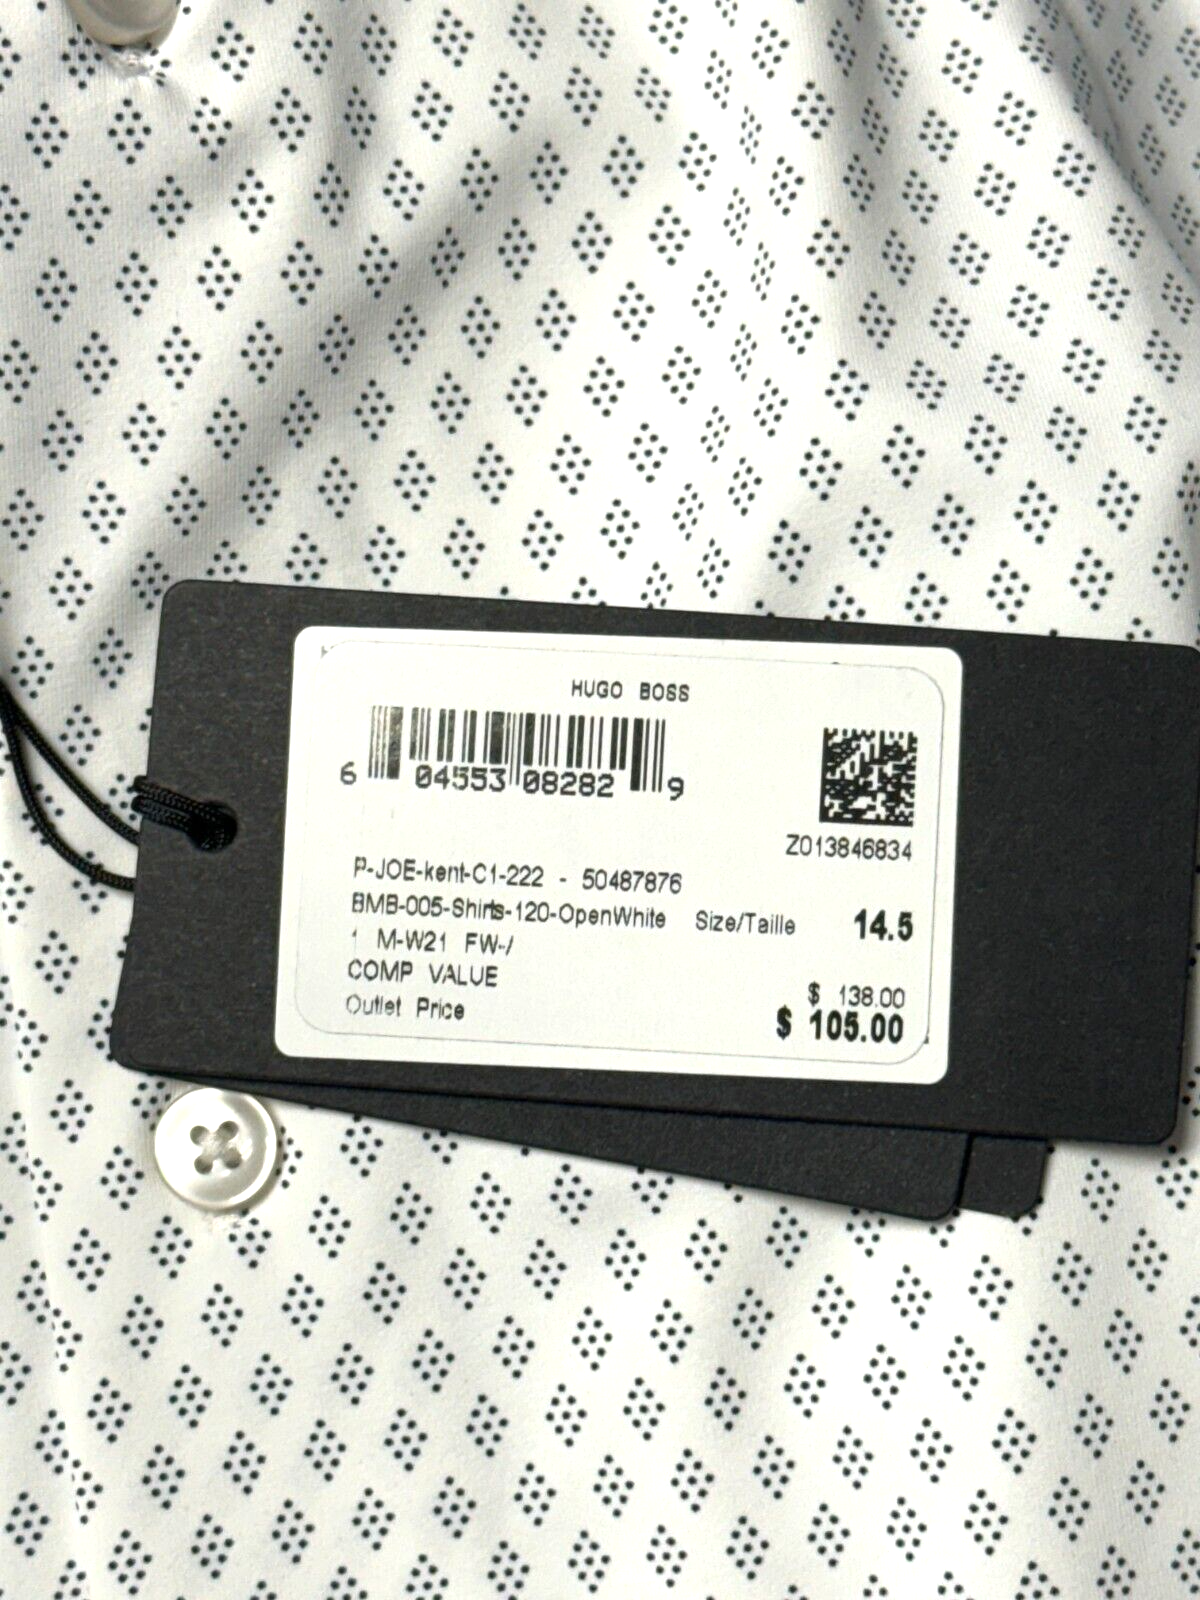 HUGO BOSS
6 04553 08282 9
Z013846834
P-JOE-kent-C1-222 - 50487876
BMB-005-Shirts-120-OpenWhite Size/Taille 14.5
1 M-W21 FW-/
COMP VALUE $ 138.00
Outlet Price $ 105.00